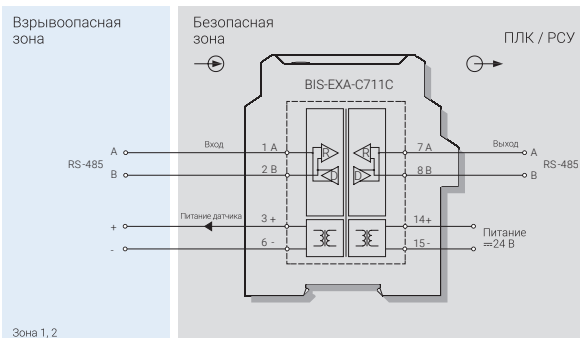 Взрывоопасная
зона
Безопасная
зона
ПЛК / РСУ
BIS-EXA-C711C
A
Вход
1 A
R
R
7 A
Выход
A
RS-485
RS-485
B
2 B
D
D
8 B
B
+
Питание датчика
3 +
14+
Питание
⎓24 В
-
6 -
15-
Зона 1, 2